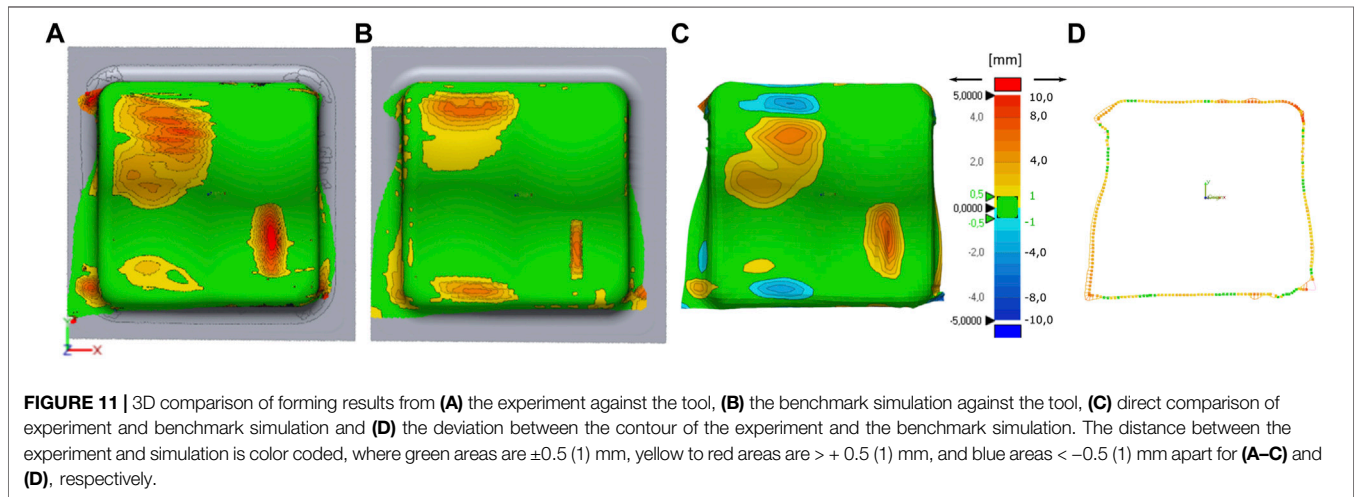 A
B
C
D
[mm]
5,0000
4,0
2,0
0,5
0,0000
-0,5
2,0
-4,0
-5,0000
10,0
8,0
4,0
1
-1
-4,0
-8,0
-10,0
Y
Z
X
FIGURE 11 | 3D comparison of forming results from (A) the experiment against the tool, (B) the benchmark simulation against the tool, (C) direct comparison of
experiment and benchmark simulation and (D) the deviation between the contour of the experiment and the benchmark simulation. The distance between the
experiment and simulation is color coded, where green areas are ±0.5 (1) mm, yellow to red areas are > + 0.5 (1) mm, and blue areas < −0.5 (1) mm apart for (A–C) and
(D), respectively.